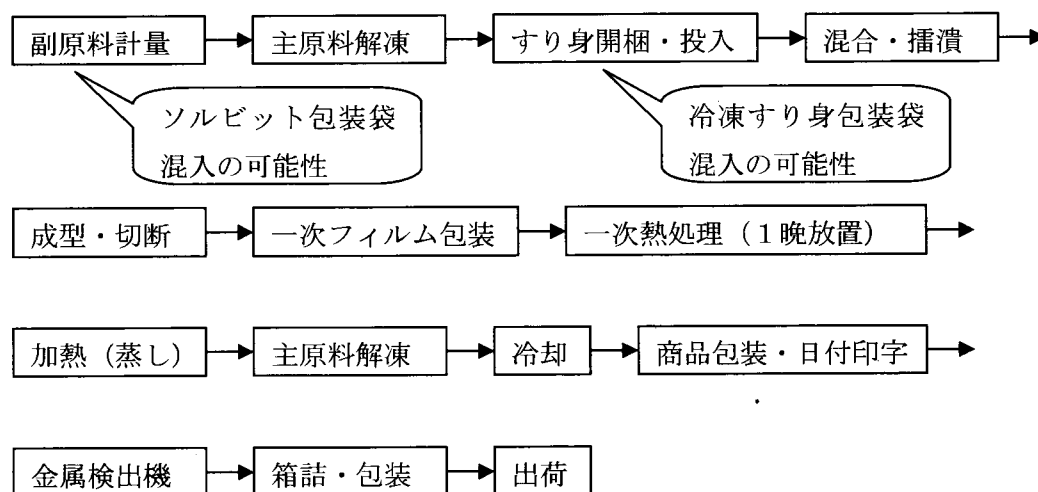 副原料計量
主原料解凍
すり身開梱・投入
混合・擂潰
ソルビット包装袋
混入の可能性
冷凍すり身包装袋
混入の可能性
成型・切断
一次フィルム包装
一次熱処理（１晩放置）
加熱（蒸し）
主原料解凍
冷却
商品包装・日付印字
金属検出機
箱詰・包装
出荷